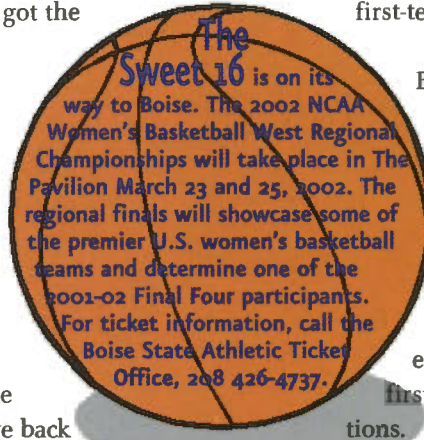 got the
first-te
The
Sweet 16 is on its
way to Boise. The 2002 NCAA
Women's Basketball West Regional
Championships will take place in The
Pavilion March 23 and 25, 2002. The
regional finals will showcase some of
the premier U.S. women's basketball
teams and determine one of the
2001-02 Final Four participants.
For ticket information, call the
Boise State Athletic Ticket
Office, 208 426-4737.
first
back
tions.